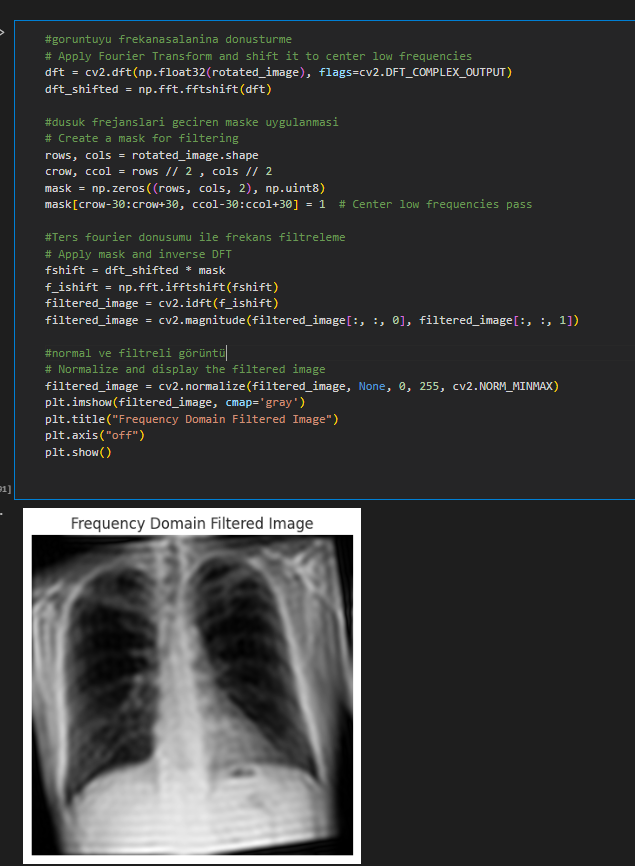 #goruntuyu frekanasalanina donusturme
# Apply Fourier Transform and shift it to center low frequencies
dft = cv2.dft(np.float32(rotated_image), flags=cv2.DFT_COMPLEX_OUTPUT)
dft_shifted = np.fft.fftshift(dft)
#dusuk frejanslari geciren maske uygulanmasi
# Create a mask for filtering
rows, cols = rotated_image.shape
crow, ccol = rows // 2 , cols // 2
mask = np.zeros((rows, cols, 2), np.uint8)
mask[crow-30:crow+30, ccol-30:ccol+30] = 1  # Center low frequencies pass
#Ters fourier donusumu ile frekans filtreleme
# Apply mask and inverse DFT
fshift = dft_shifted * mask
f_ishift = np.fft.ifftshift(fshift)
filtered_image = cv2.idft(f_ishift)
filtered_image = cv2.magnitude(filtered_image[:, :, 0], filtered_image[:, :, 1])
#normal ve filtreli görüntü
# Normalize and display the filtered image
filtered_image = cv2.normalize(filtered_image, None, 0, 255, cv2.NORM_MINMAX)
plt.imshow(filtered_image, cmap='gray')
plt.title("Frequency Domain Filtered Image")
plt.axis("off")
plt.show()
Frequency Domain Filtered Image